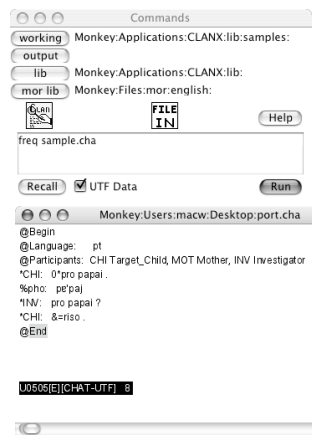 Commands
working Monkey:Applications:CLANX:lib:samples:
output
lib Monkey:Applications:CLANX:lib:
mor lib Monkey:Files:mor:english:
CLAN FILE IN Help
freq sample.cha
Recall UTF Data Run
Monkey:Users:macw:Desktop:port.cha
@Begin
@Language: pt
@Participants: CHI Target_Child, MOT Mother, INV Investigator
*CHI: 0*pro papai .
%pho: pɐ'paj
*INV: pro papai ?
*CHI: &=riso .
@End
U0505[E][CHAT-UTF] 8